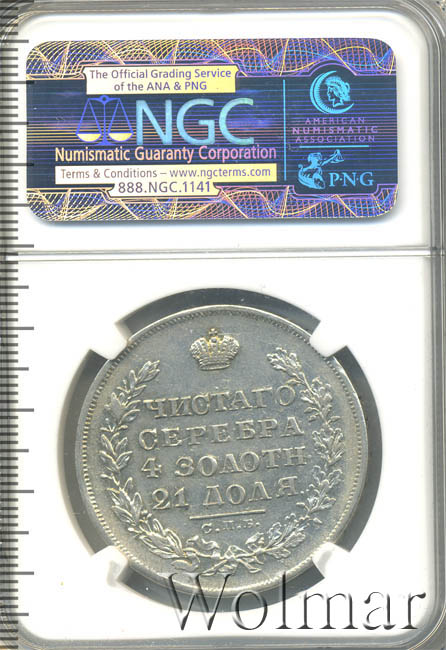 The Official Grading Service
of the ANA & PNG
NGC
Numismatic Guaranty Corporation
Terms & Conditions – www.ngcterms.com
888.NGC.1141
AMERICAN
NUMISMATIC
ASSOCIATION
P·N·G
ЧИСТАГО
СЕРЕБРА
4 ЗОЛОТН.
21 ДОЛЯ.
С.П.Б.
Wolmar